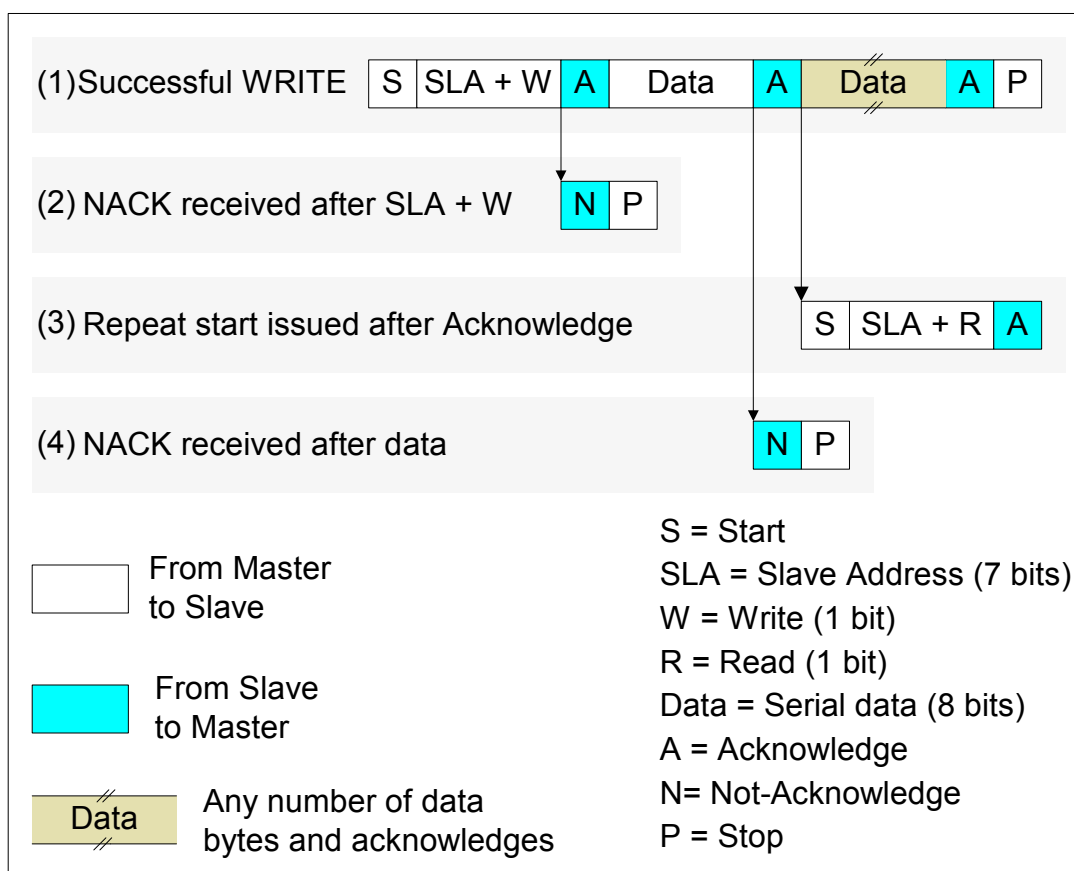 (1)Successful WRITE S SLA + W A Data A Data A P
(2) NACK received after SLA + W N P
(3) Repeat start issued after Acknowledge S SLA + R A
(4) NACK received after data N P
From Master
to Slave
From Slave
to Master
Data
Any number of data
bytes and acknowledges
S = Start
SLA = Slave Address (7 bits)
W = Write (1 bit)
R = Read (1 bit)
Data = Serial data (8 bits)
A = Acknowledge
N= Not-Acknowledge
P = Stop